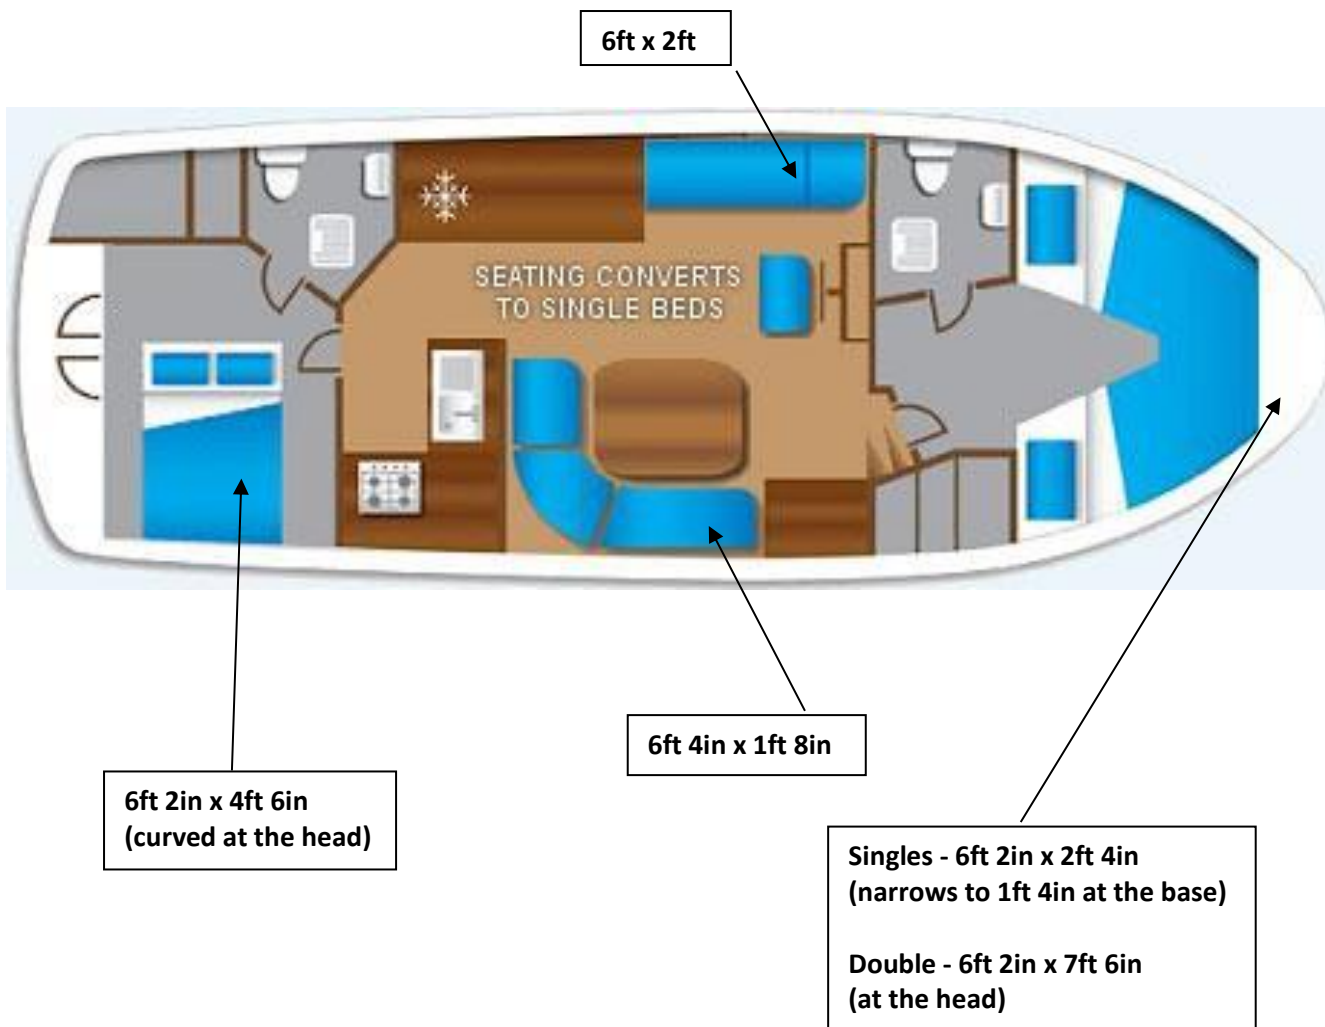 6ft x 2ft
SEATING CONVERTS
TO SINGLE BEDS
6ft 4in x 1ft 8in
6ft 2in x 4ft 6in
(curved at the head)
Singles - 6ft 2in x 2ft 4in
(narrows to 1ft 4in at the base)
Double - 6ft 2in x 7ft 6in
(at the head)